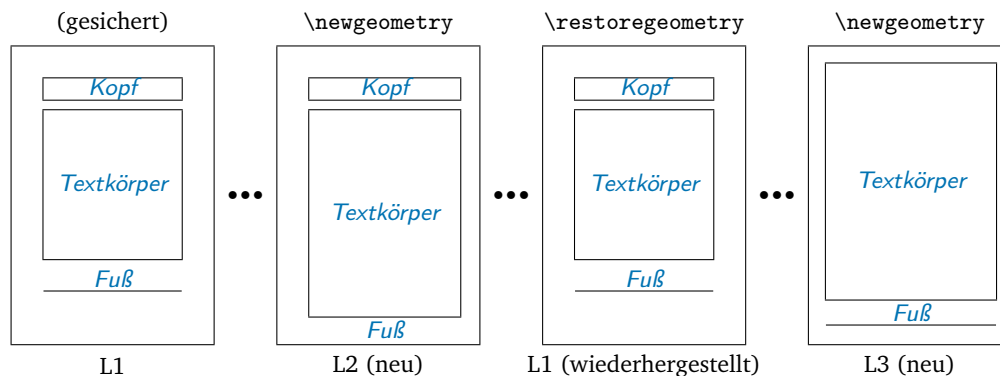 (gesichert) \newgeometry \restoregeometry \newgeometry
Kopf Kopf Kopf
Textkörper Textkörper Textkörper Textkörper
Fuß Fuß Fuß Fuß
L1 L2 (neu) L1 (wiederhergestellt) L3 (neu)